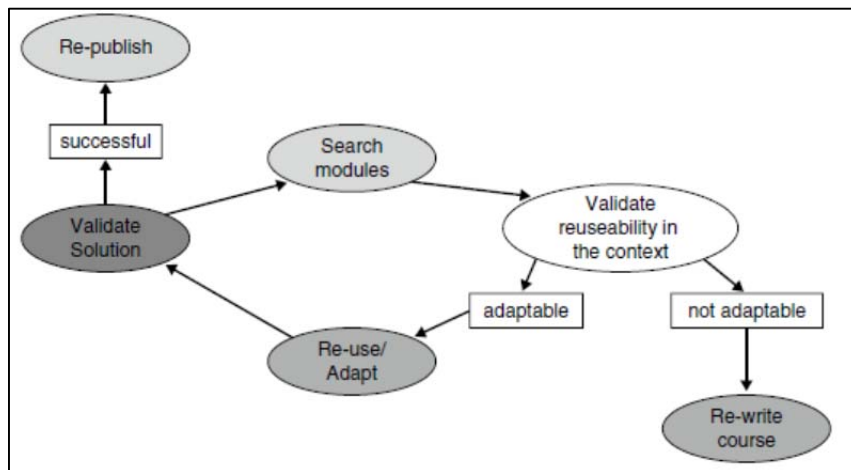 Re-publish
successful
Search
modules
Validate
Solution
Validate
reuseability in
the context
adaptable
not adaptable
Re-use/
Adapt
Re-write
course